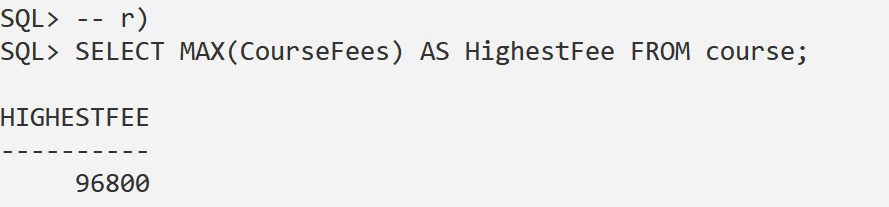 SQL> -- r)
SQL> SELECT MAX(CourseFees) AS HighestFee FROM course;
HIGHESTFEE
----------
96800